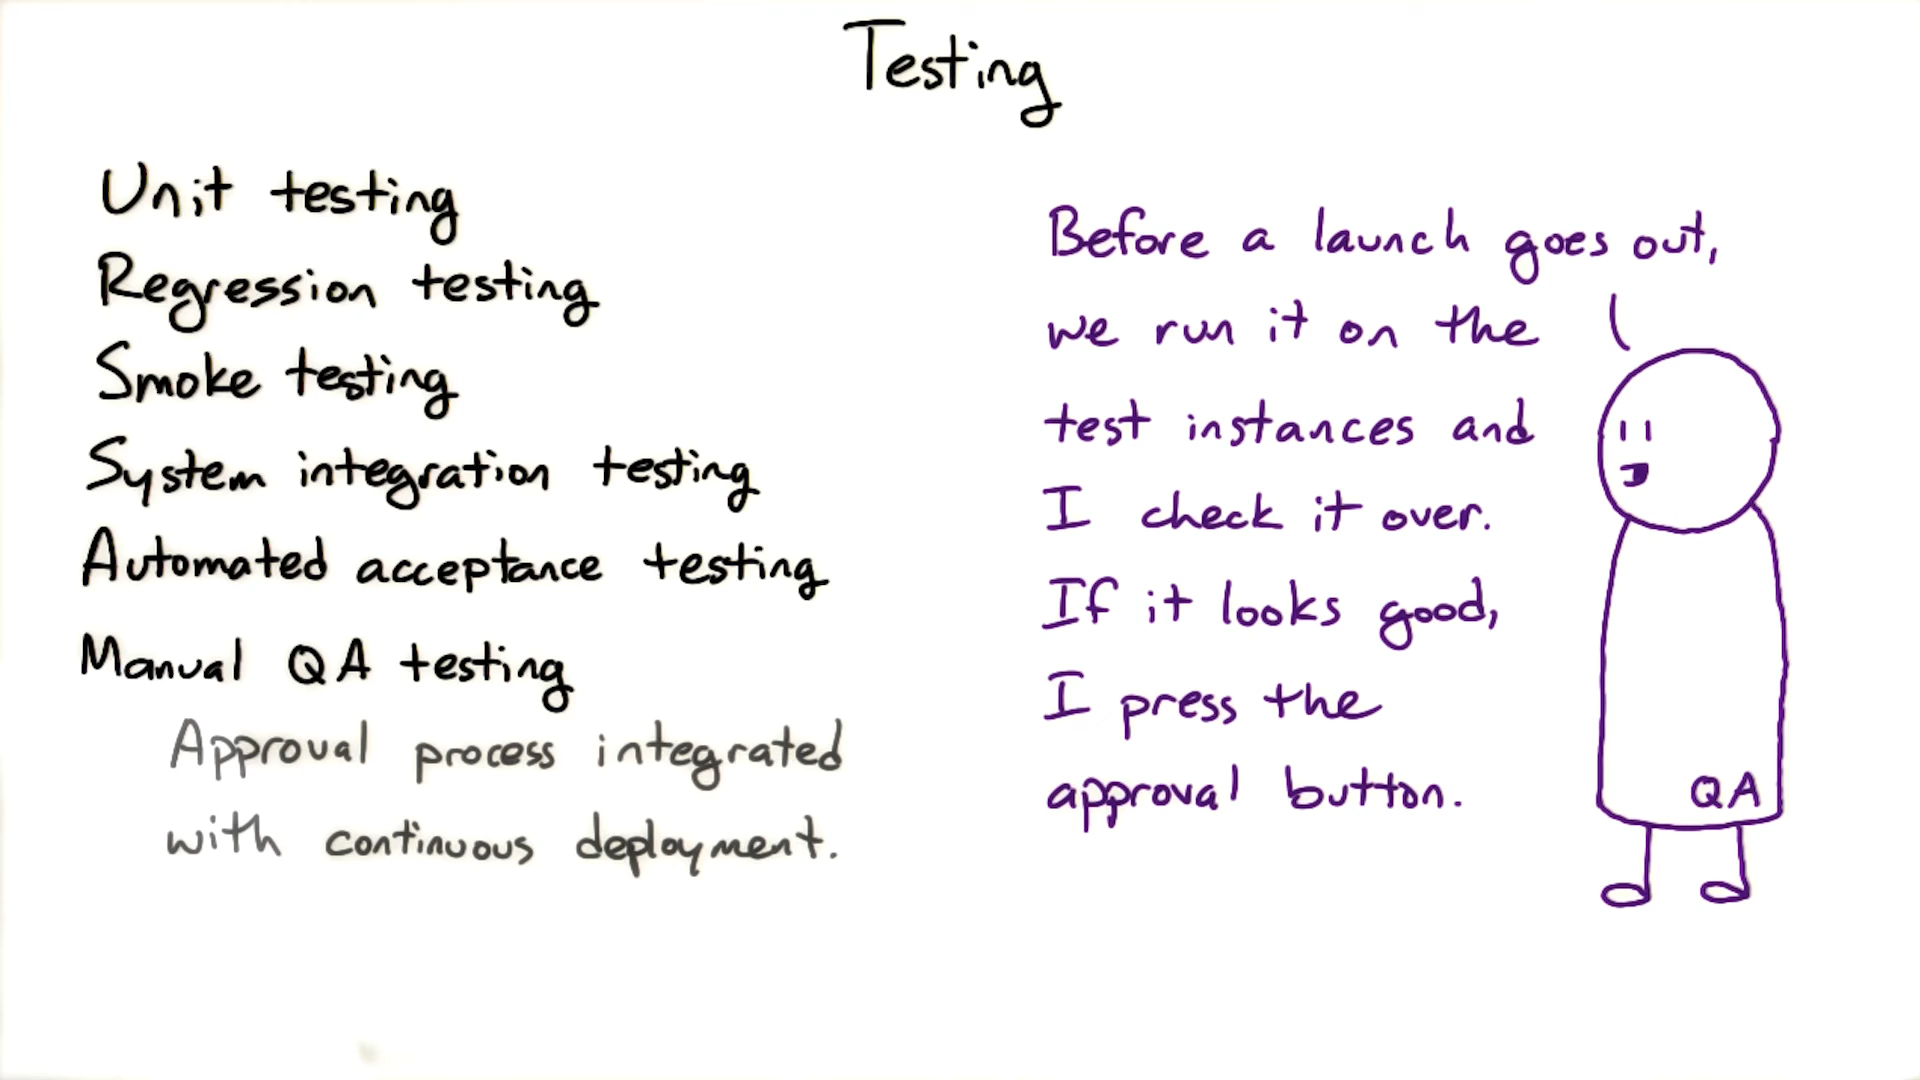 Testing
Unit testing
Regression testing
Smoke testing
System integration testing
Automated acceptance testing
Manual QA testing
Approval process integrated
with continuous deployment.
Before a launch goes out,
we run it on the
test instances and
I check it over.
If it looks good,
I press the
approval button.
QA